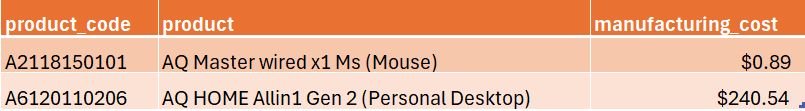 product_code product manufacturing_cost
A2118150101 AQ Master wired x1 Ms (Mouse) $0.89
A6120110206 AQ HOME Allin1 Gen 2 (Personal Desktop) $240.54